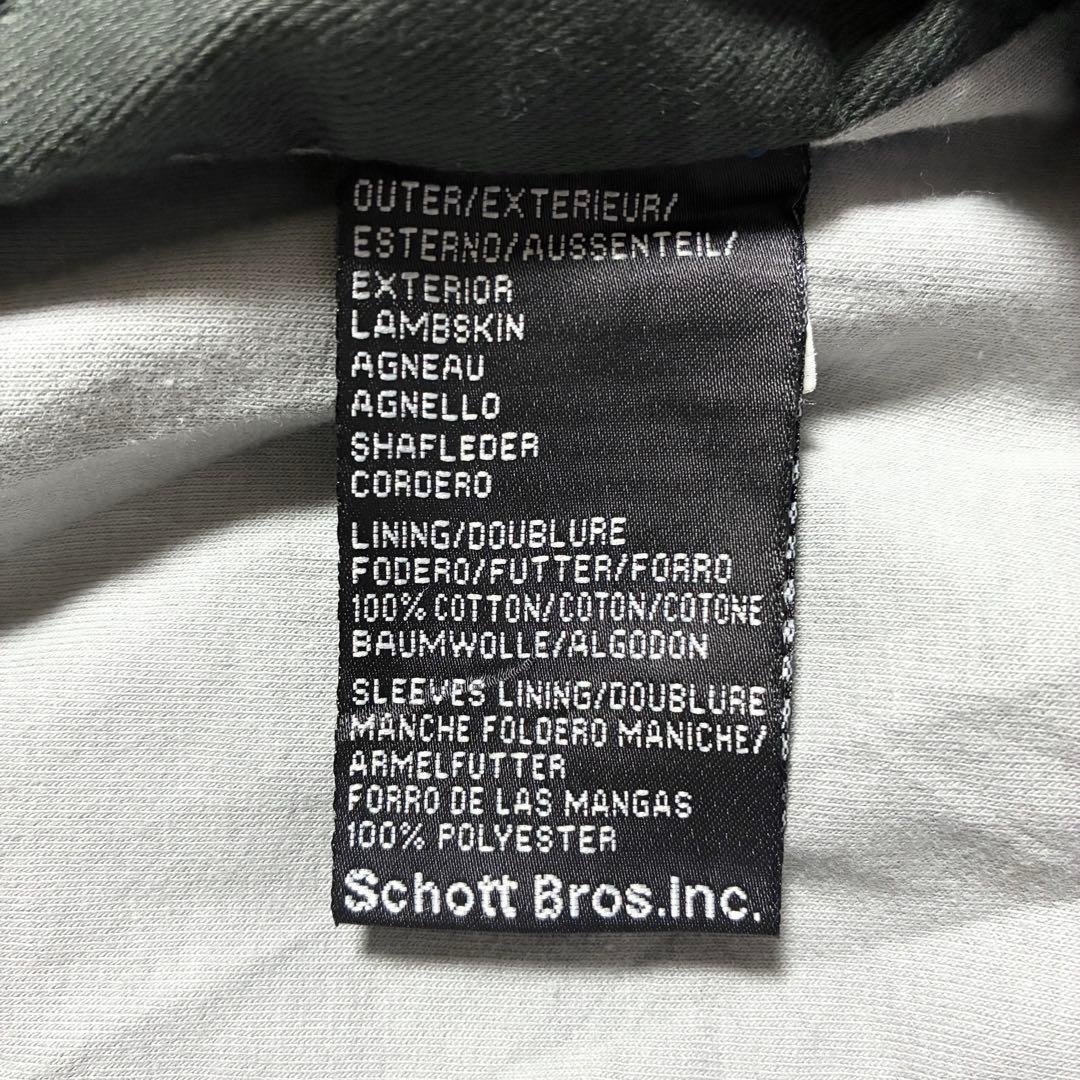 OUTER/EXTERIEUR/
ESTERNO/AUSSENTEIL/
EXTERIOR
LAMBSKIN
AGNEAU
AGNELLO
SHAFLEDER
CORDERO
LINING/DOUBLURE
FODERO/FUTTER/FORRO
100% COTTON/COTON/COTONE
BAUMWOLLE/ALGODON
SLEEVES LINING/DOUBLURE
MANCHE FOLDERO MANICHE/
ARMELFUTTER
FORRO DE LAS MANGAS
100% POLYESTER
Schott Bros.Inc.